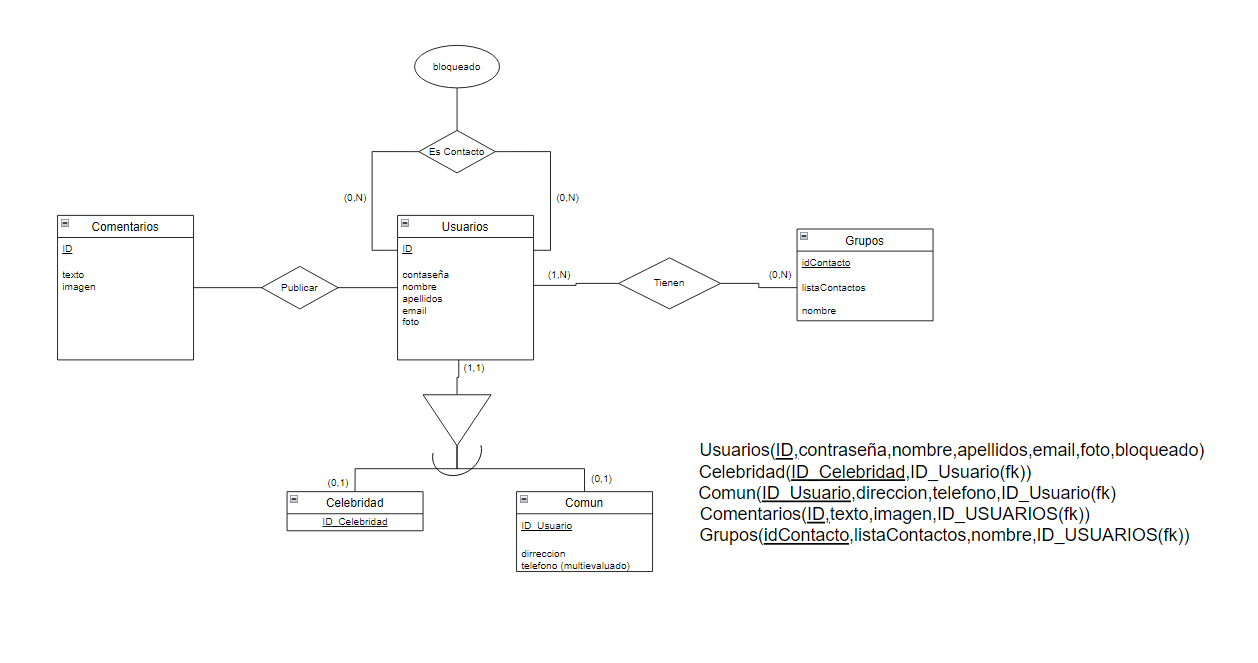 bloqueado
Es Contacto
(0,N)
(0,N)
Comentarios
ID
texto
imagen
Publicar
Usuarios
ID
contaseña
nombre
apellidos
email
foto
(1,N)
Tienen
(0,N)
Grupos
idContacto
listaContactos
nombre
(1,1)
(0,1)
(0,1)
Celebridad
ID_Celebridad
Comun
ID_Usuario
dirreccion
telefono (multievaluado)
Usuarios(ID,contraseña,nombre,apellidos,email,foto,bloqueado)
Celebridad(ID_Celebridad,ID_Usuario(fk))
Comun(ID_Usuario,direccion,telefono,ID_Usuario(fk)
Comentarios(ID,texto,imagen,ID_USUARIOS(fk))
Grupos(idContacto,listaContactos,nombre,ID_USUARIOS(fk))